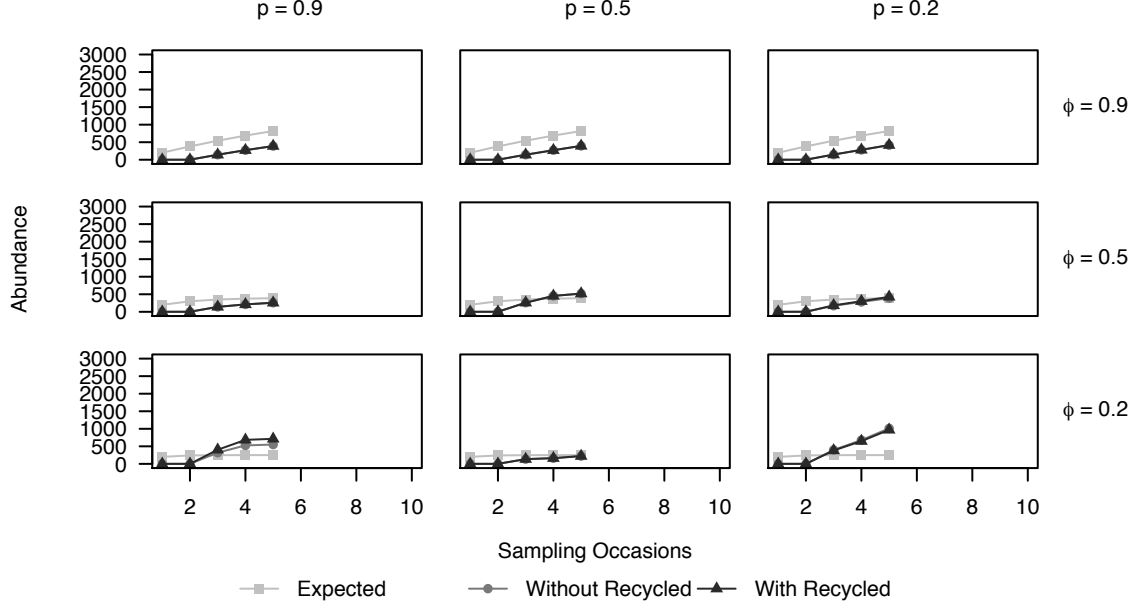 p = 0.9 p = 0.5 p = 0.2
3000
2500
2000
1500
1000
500
0
ϕ = 0.9
3000
2500
2000
1500
1000
500
0
ϕ = 0.5
Abundance
3000
2500
2000
1500
1000
500
0
ϕ = 0.2
2 4 6 8 10 2 4 6 8 10 2 4 6 8 10
Sampling Occasions
Expected Without Recycled With Recycled